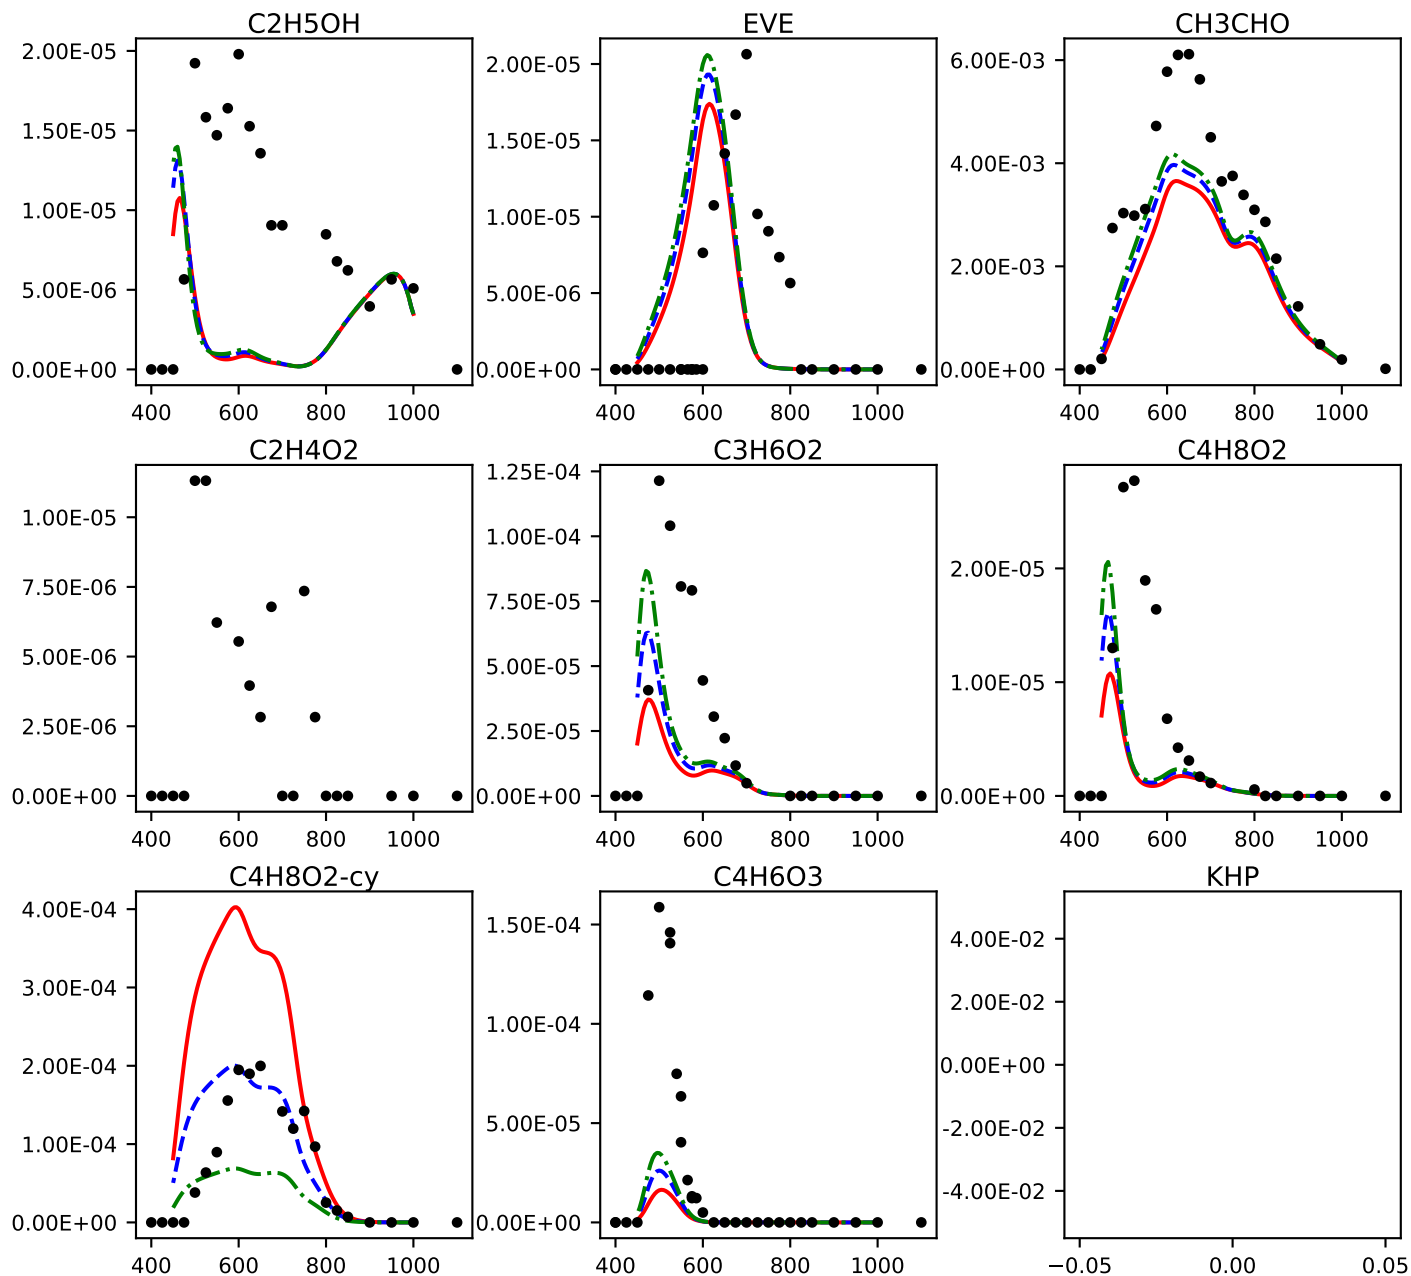 C2H5OH EVE CH3CHO
2.00E-05 1.50E-05 1.00E-05 5.00E-06 0.00E+00
2.00E-05 1.50E-05 1.00E-05 5.00E-06 0.00E+00
6.00E-03 4.00E-03 2.00E-03 0.00E+00
400 600 800 1000 400 600 800 1000 400 600 800 1000
C2H4O2 C3H6O2 C4H8O2
1.00E-05 7.50E-06 5.00E-06 2.50E-06 0.00E+00
1.25E-04 1.00E-04 7.50E-05 5.00E-05 2.50E-05 0.00E+00
2.00E-05 1.00E-05 0.00E+00
400 600 800 1000 400 600 800 1000 400 600 800 1000
C4H8O2-cy C4H6O3 KHP
4.00E-04 3.00E-04 2.00E-04 1.00E-04 0.00E+00
1.50E-04 1.00E-04 5.00E-05 0.00E+00
4.00E-02 2.00E-02 0.00E+00 -2.00E-02 -4.00E-02
400 600 800 1000 400 600 800 1000 −0.05 0.00 0.05